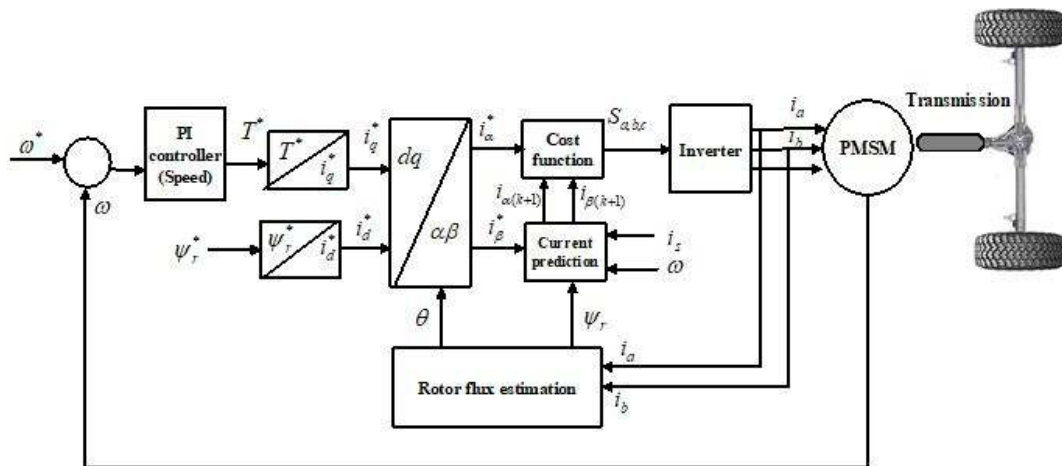 ω*
ω
PI
controller
(Speed)
T*
T*
i_q*
i_q*
ψ_r*
ψ_r*
i_d*
i_d*
dq
αβ
i_α*
i_β*
Cost
function
i_α(k+1)
i_β(k+1)
Current
prediction
i_s
ω
S_a,b,c
Inverter
i_a
i_b
PMSM
Transmission
θ
ψ_r
Rotor flux estimation
i_a
i_b